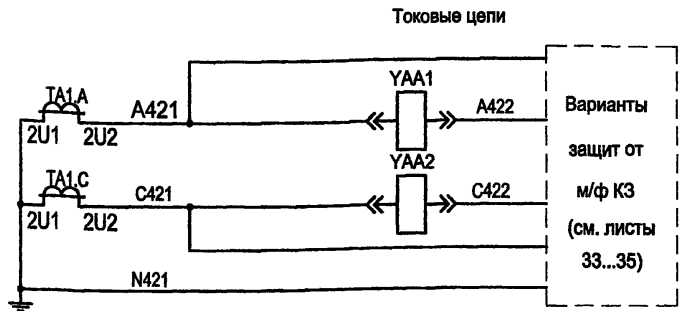 Токовые цепи
YAA1
TA1.A
A421
A422
2U1
2U2
YAA2
TA1.C
C421
C422
2U1
2U2
N421
Варианты
защит от
м/ф КЗ
(см. листы
33...35)